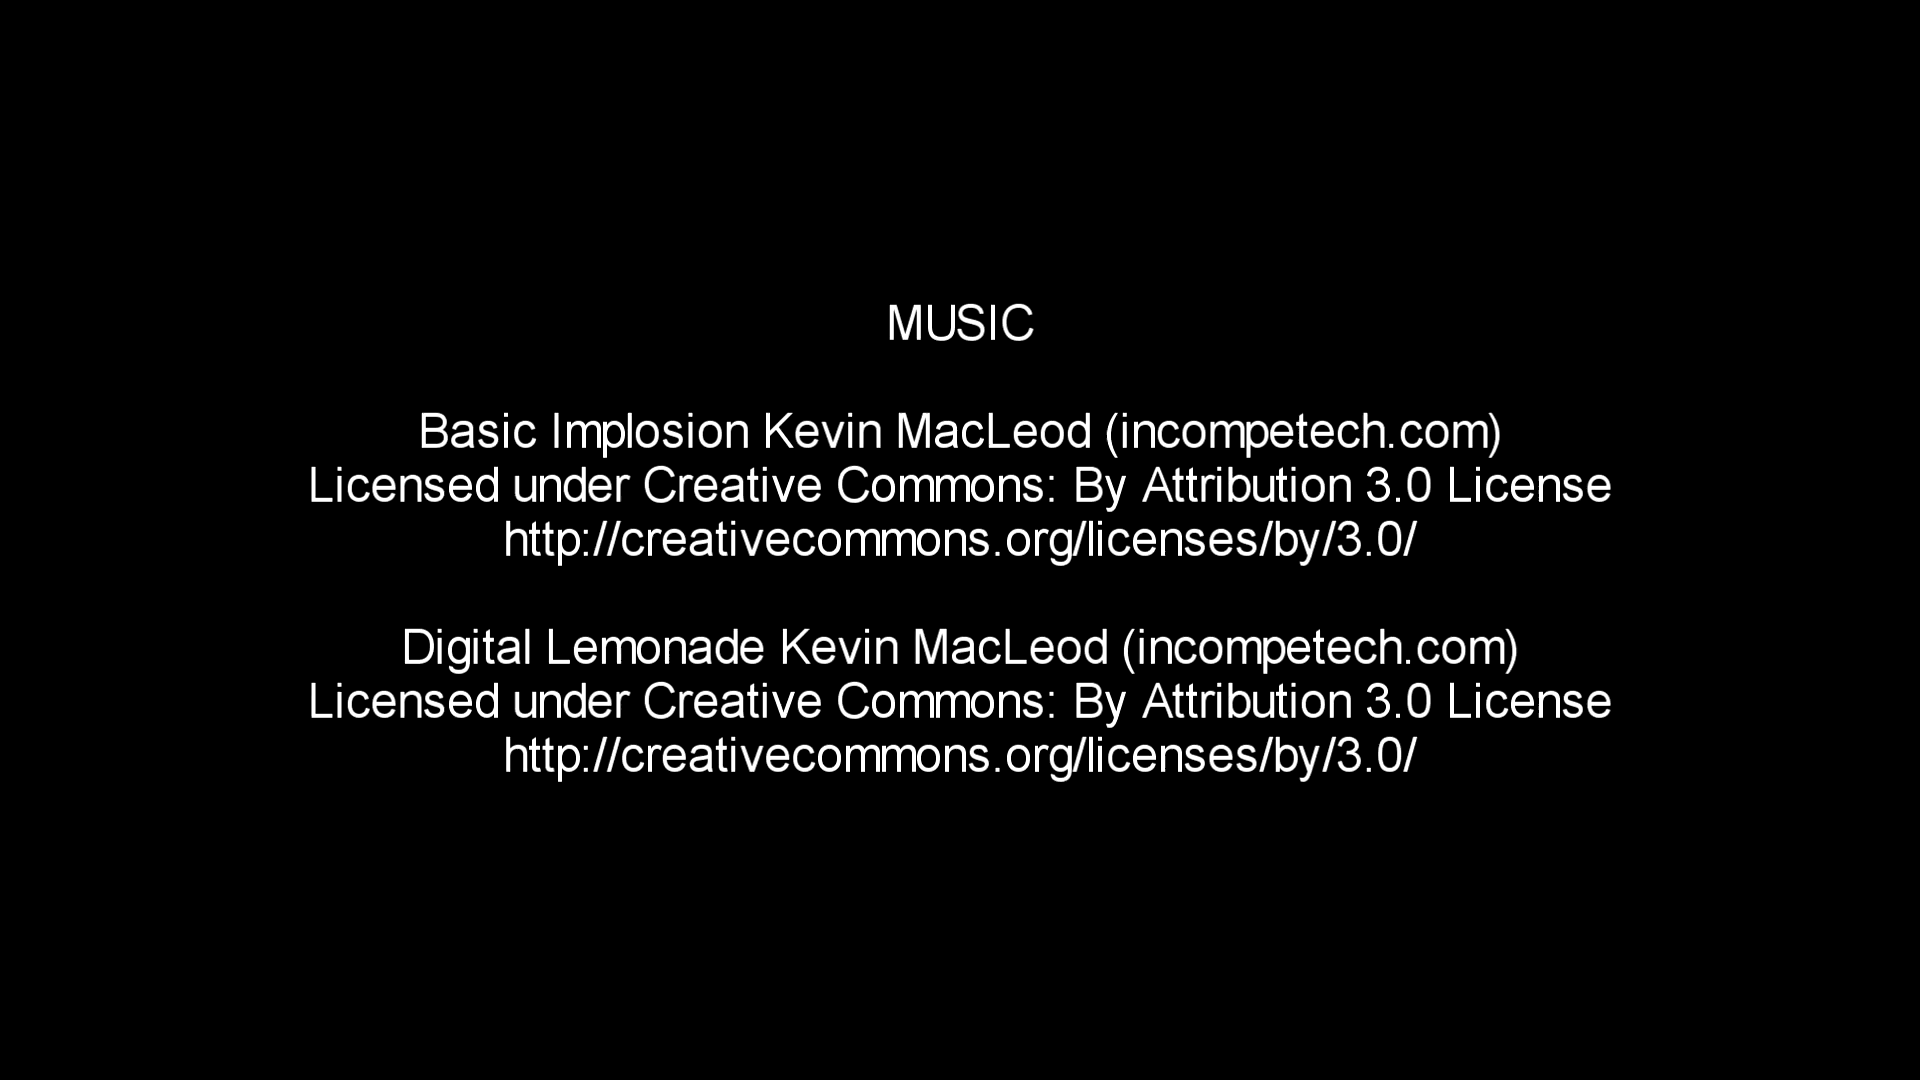 MUSIC
Basic Implosion Kevin MacLeod (incompetech.com)
Licensed under Creative Commons: By Attribution 3.0 License
http://creativecommons.org/licenses/by/3.0/
Digital Lemonade Kevin MacLeod (incompetech.com)
Licensed under Creative Commons: By Attribution 3.0 License
http://creativecommons.org/licenses/by/3.0/